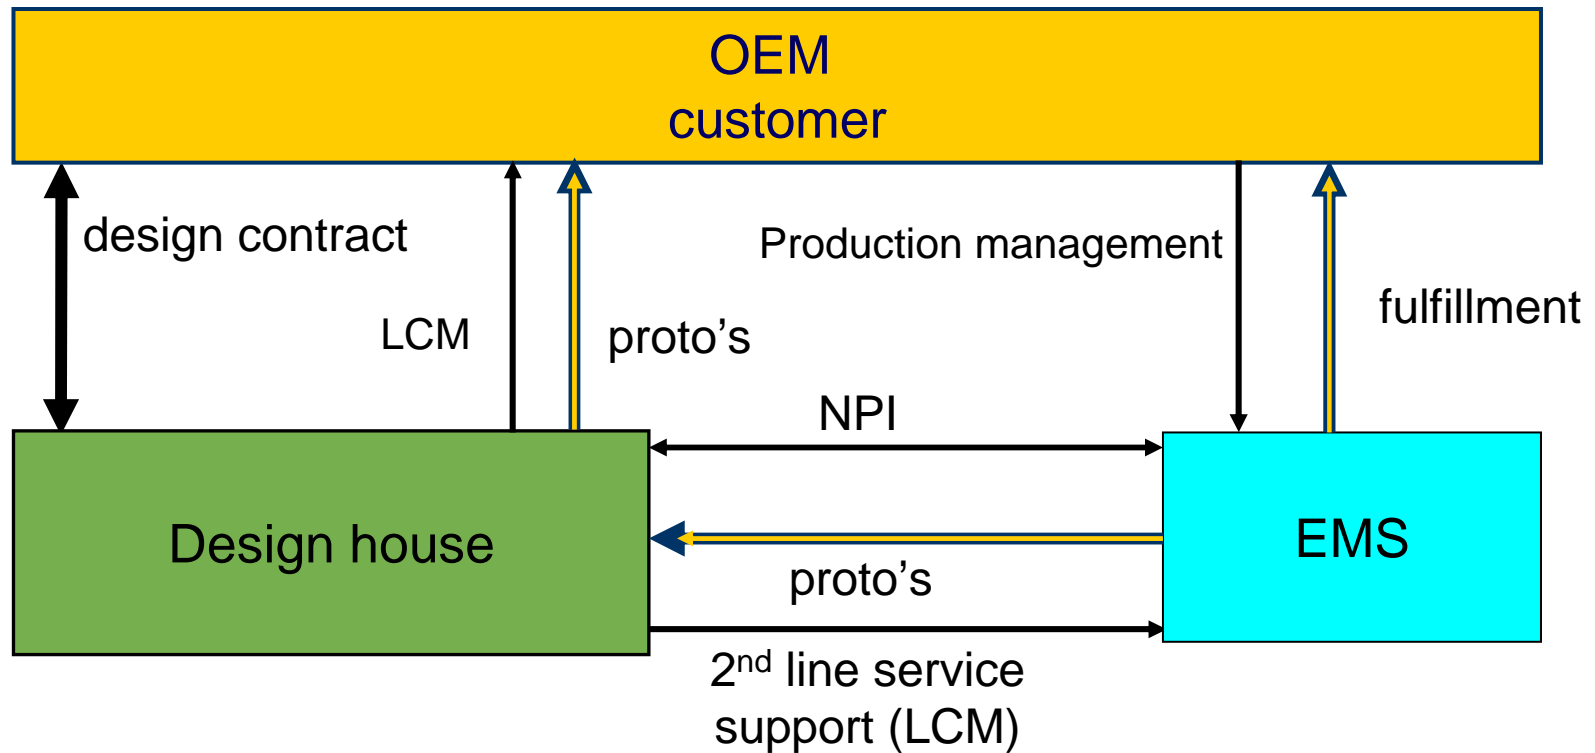 OEM
customer
design contract
Production management
fulfillment
LCM
proto’s
NPI
Design house
EMS
proto’s
2nd line service
support (LCM)